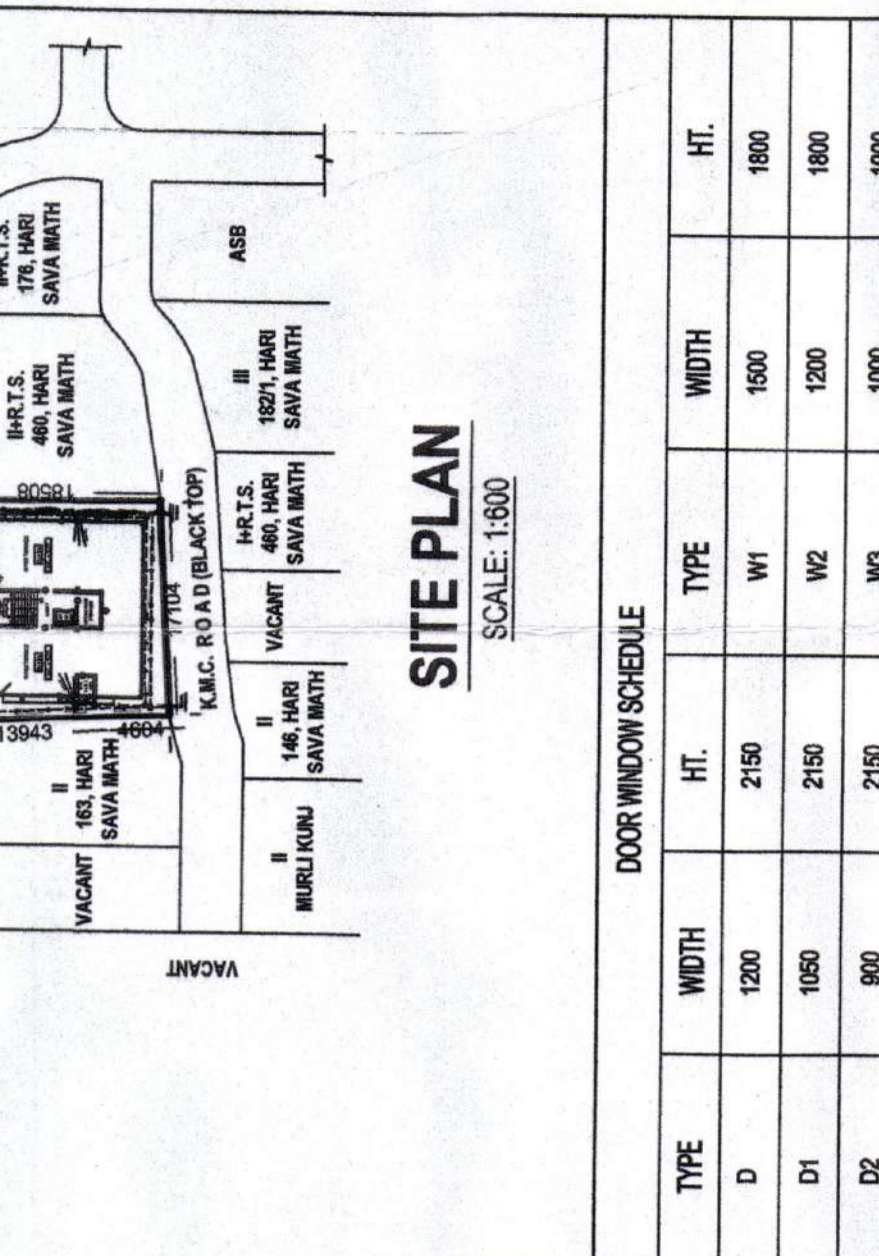 II+R.T.S.
176, HARI
SAVA MATH
II+R.T.S.
460, HARI
SAVA MATH
18508
13943
4604
17104
II
163, HARI
SAVA MATH
VACANT
VACANT
K.M.C. ROAD (BLACK TOP)
ASB
III
182/1, HARI
SAVA MATH
I+R.T.S.
460, HARI
SAVA MATH
VACANT
II
146, HARI
SAVA MATH
II
MURLI KUNJ
SITE PLAN
SCALE: 1:600
DOOR WINDOW SCHEDULE
TYPE WIDTH HT. TYPE WIDTH HT.
D 1200 2150 W1 1500 1800
D1 1050 2150 W2 1200 1800
D2 900 2150 W3 1000 1000